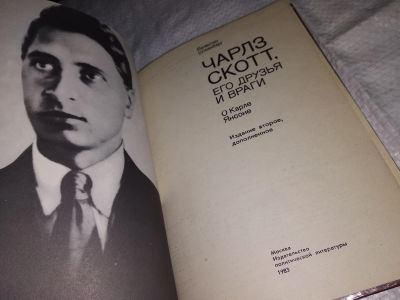 ЧАРЛЗ
СКОТТ,
ЕГО ДРУЗЬЯ
И ВРАГИ
О Карле
Янсоне
Издание второе,
дополненное
Москва
Издательство
политической литературы
1983